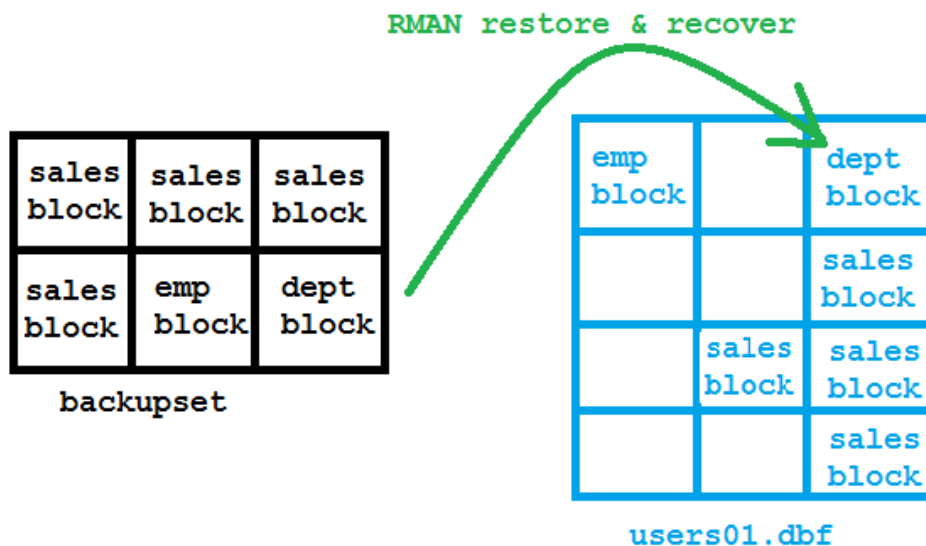 RMAN restore & recover
sales
block
sales
block
sales
block
sales
block
emp
block
dept
block
backupset
emp
block
dept
block
sales
block
sales
block
sales
block
sales
block
users01.dbf